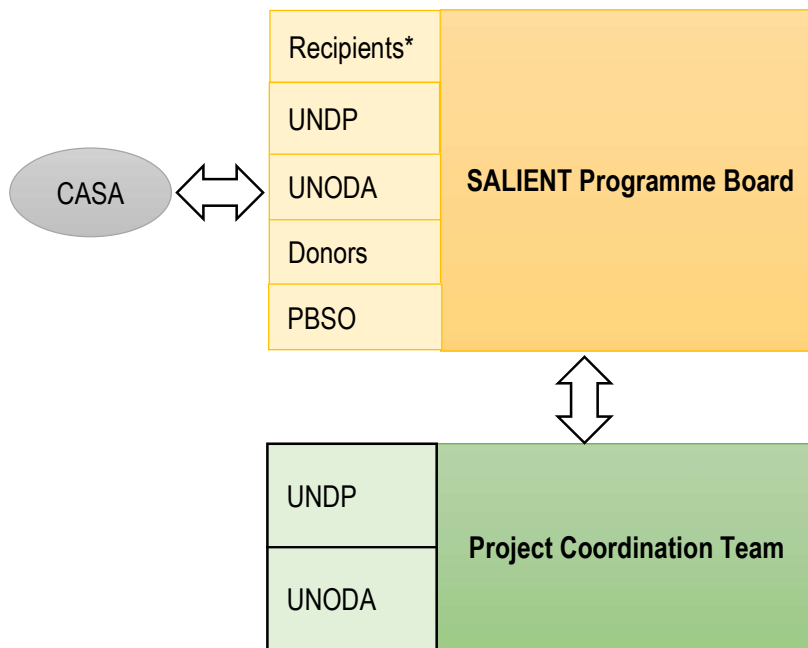 Recipients*
UNDP
CASA
UNODA
SALIENT Programme Board
Donors
PBSO
UNDP
Project Coordination Team
UNODA